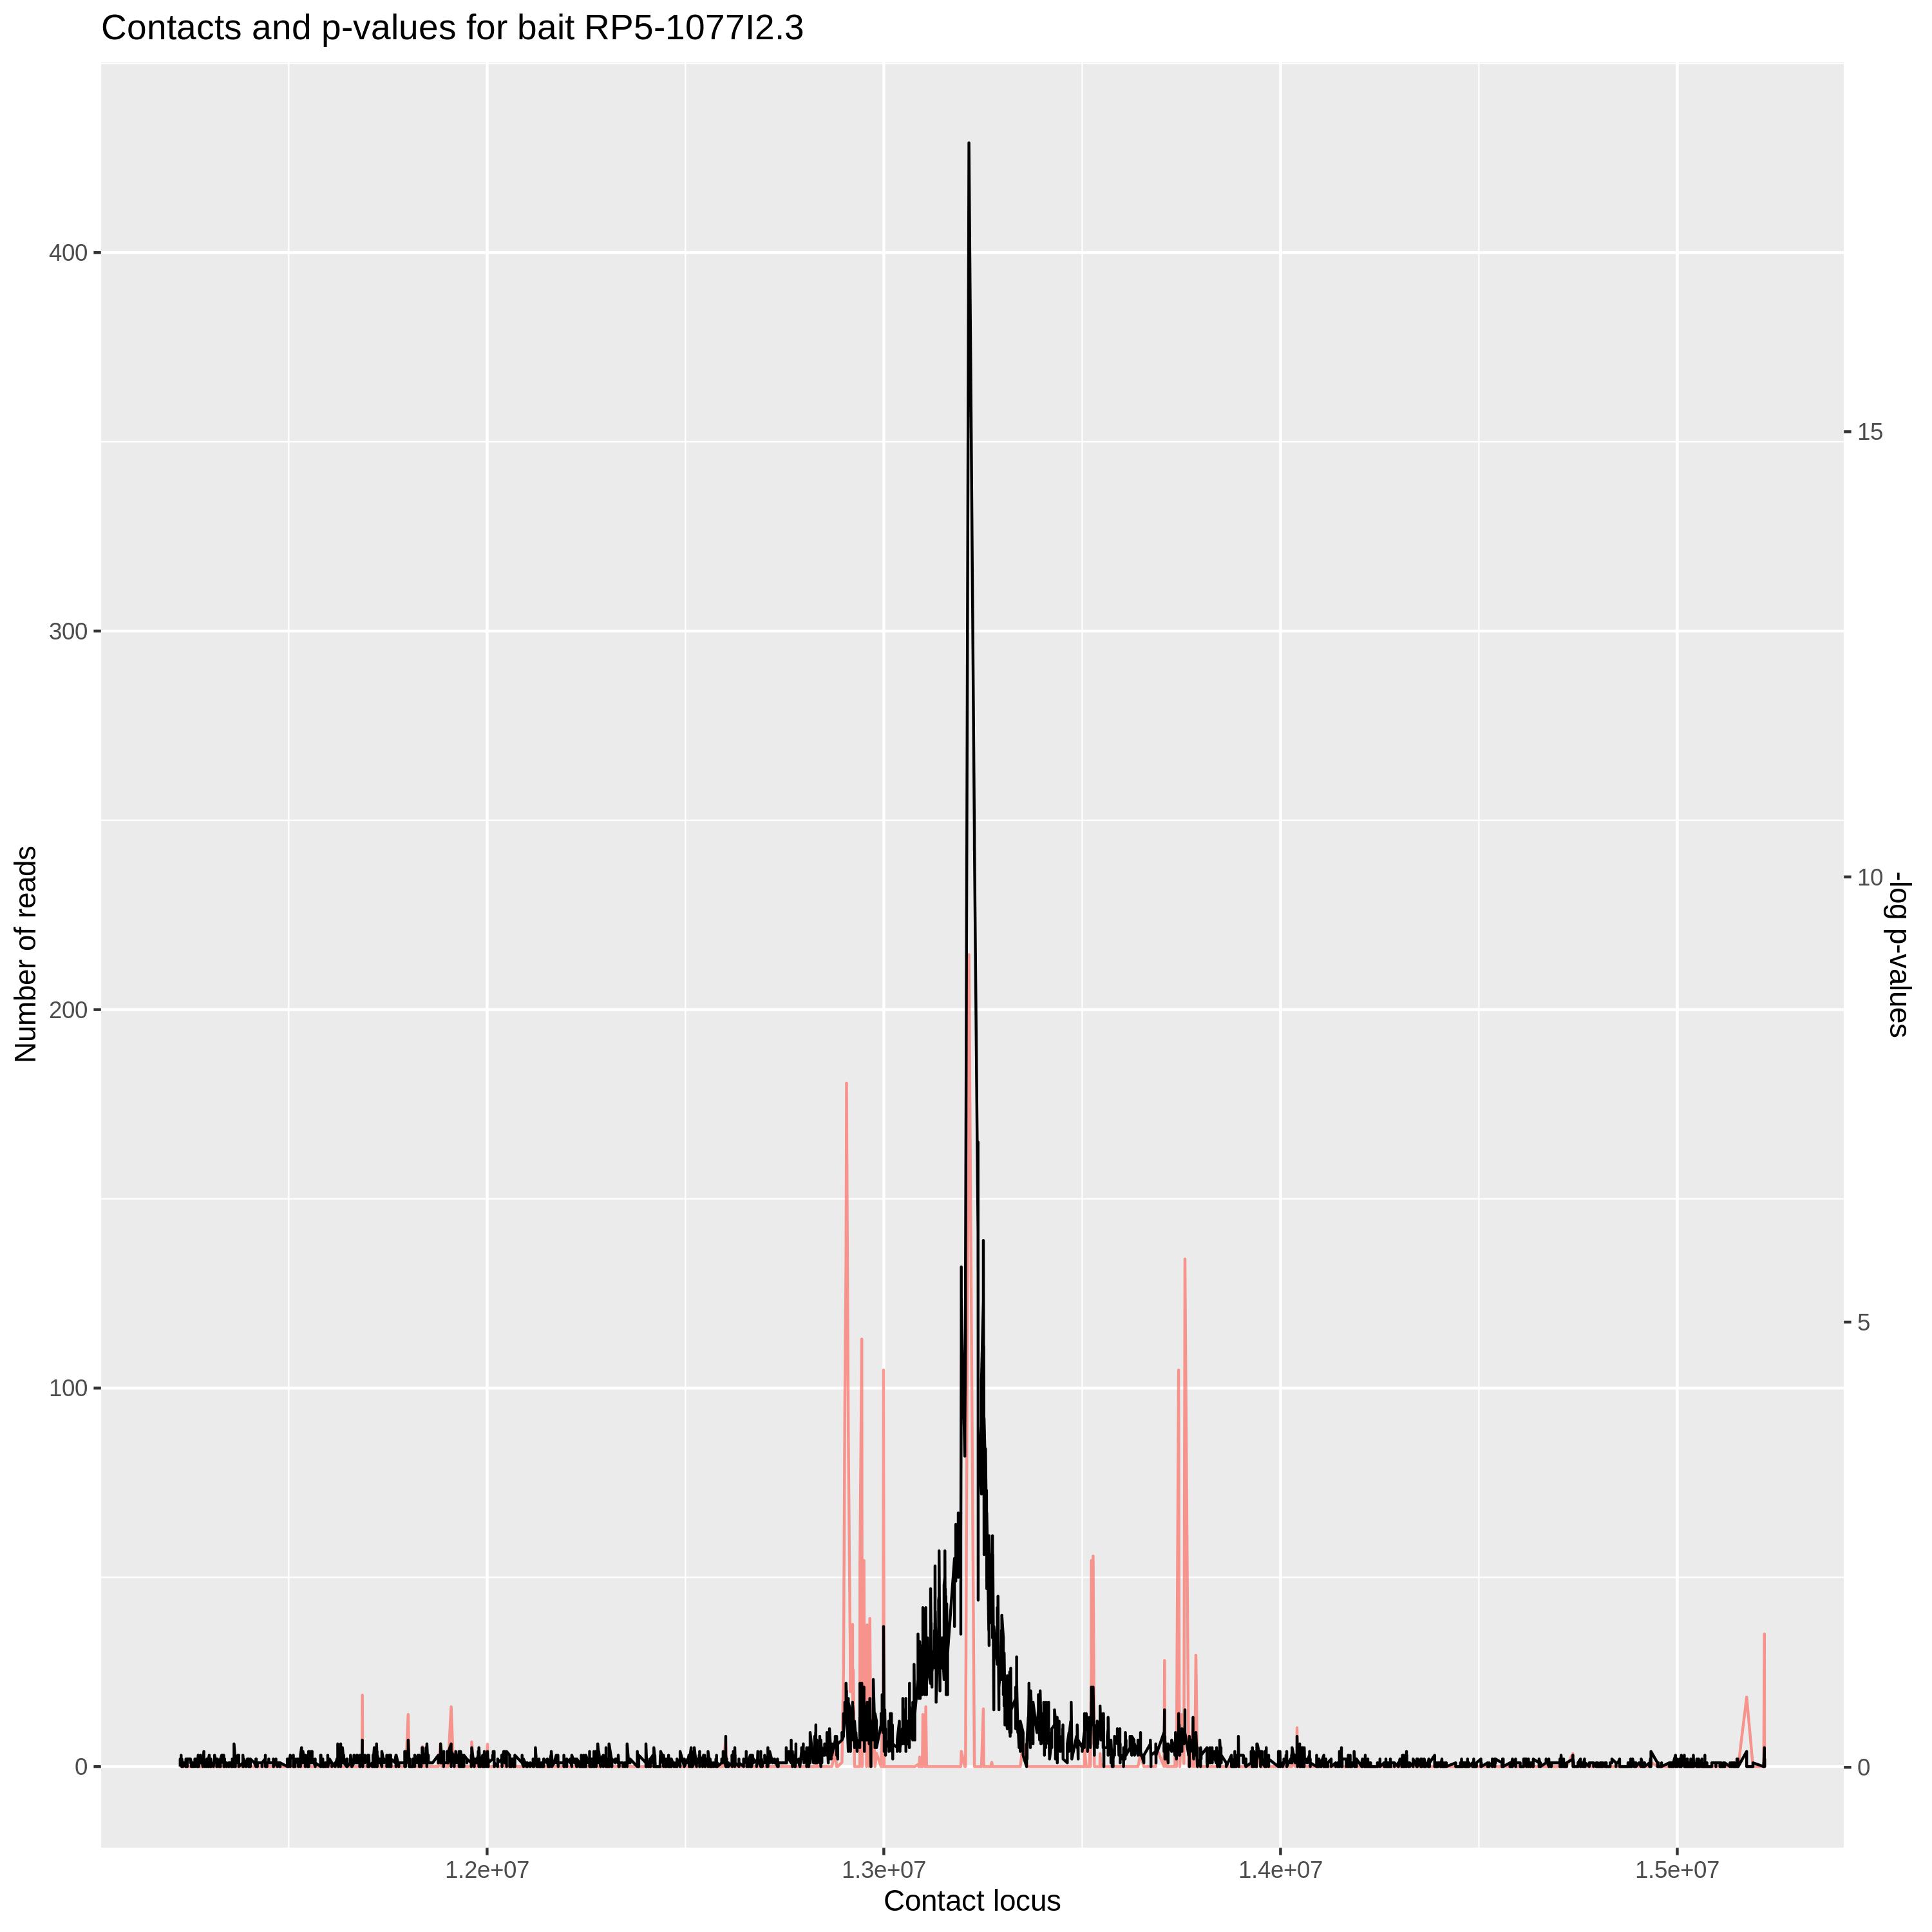 Contacts and p-values for bait RP5-1077I2.3
400
300
200
100
0
Number of reads
15
10
5
0
-log p-values
1.2e+07
1.3e+07
1.4e+07
1.5e+07
Contact locus